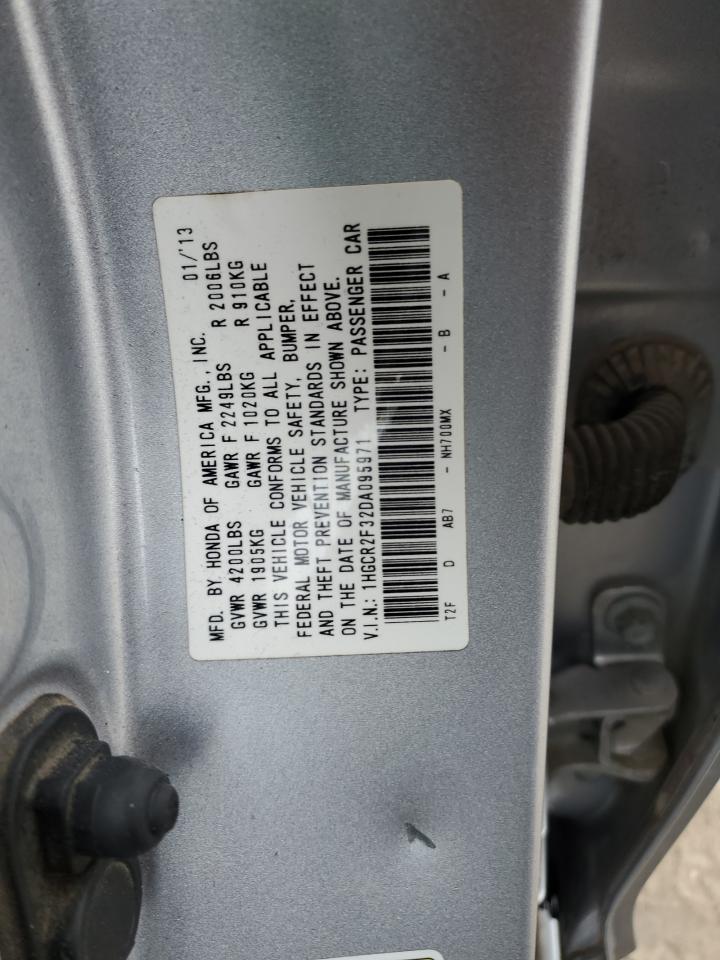 MFD. BY HONDA OF AMERICA MFG., INC. 01/'13
GVWR 4200LBS GAWR F 2249LBS R 2006LBS
GVWR 1905KG GAWR F 1020KG R 910KG
THIS VEHICLE CONFORMS TO ALL APPLICABLE
FEDERAL MOTOR VEHICLE SAFETY, BUMPER,
AND THEFT PREVENTION STANDARDS IN EFFECT
ON THE DATE OF MANUFACTURE SHOWN ABOVE.
V.I.N.: 1HGCR2F32DA095971 TYPE: PASSENGER CAR
T2F D AB7 - NH700MX - B - A